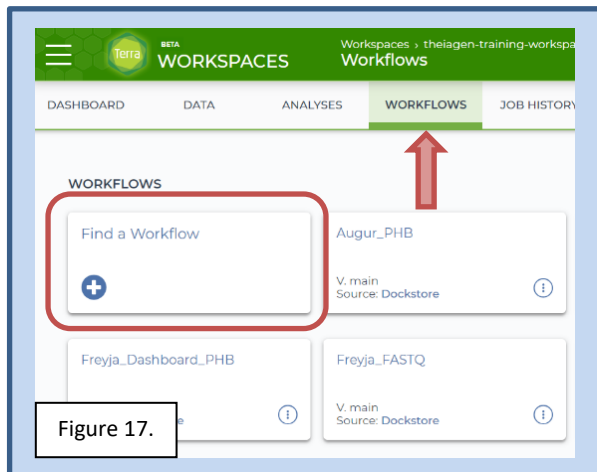 Terra
BETA
WORKSPACES
Workspaces › theiagen-training-workspa
Workflows
DASHBOARD DATA ANALYSES WORKFLOWS JOB HISTORY
WORKFLOWS
Find a Workflow
Augur_PHB
V. main
Source: Dockstore
Freyja_Dashboard_PHB
Freyja_FASTQ
V. main
Source: Dockstore
Figure 17.